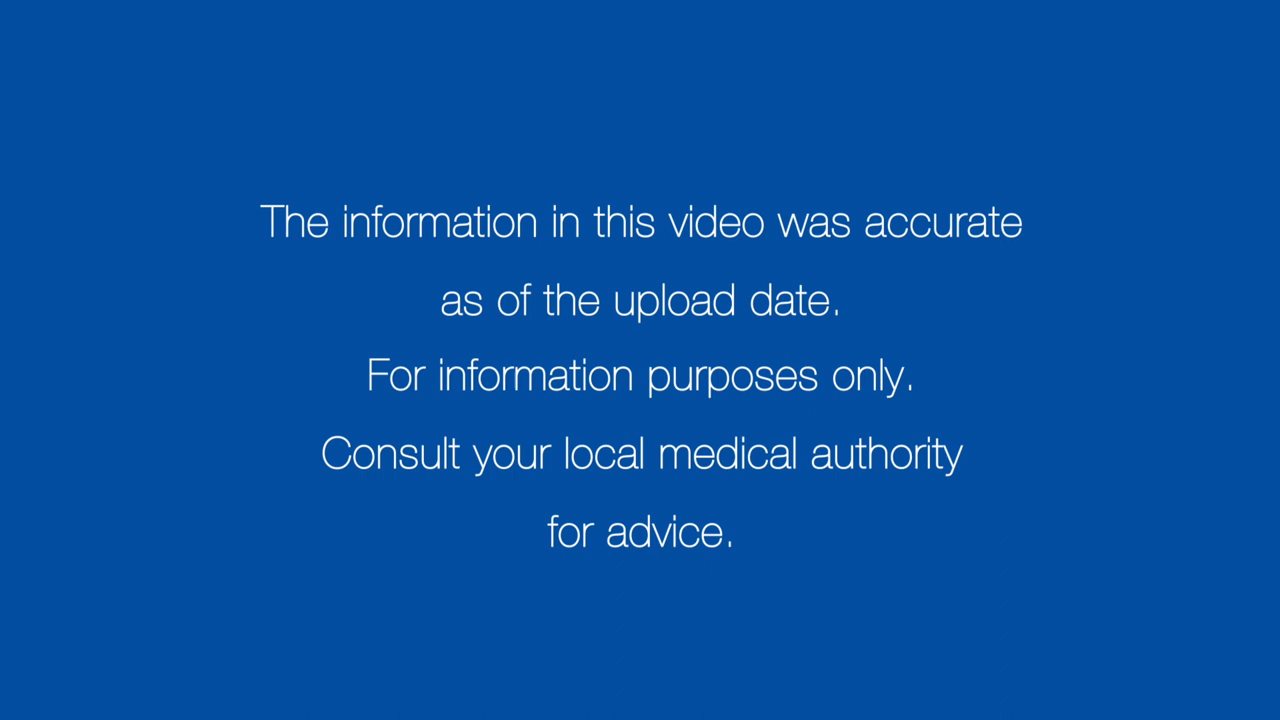 The information in this video was accurate
as of the upload date.
For information purposes only.
Consult your local medical authority
for advice.